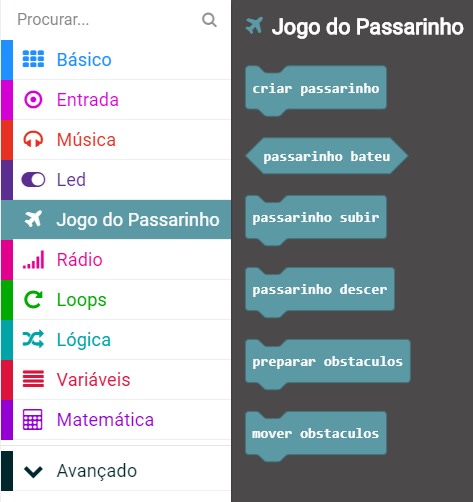 Procurar...
Básico
Entrada
Música
Led
Jogo do Passarinho
Rádio
Loops
Lógica
Variáveis
Matemática
Avançado
Jogo do Passarinho
criar passarinho
passarinho bateu
passarinho subir
passarinho descer
preparar obstaculos
mover obstaculos